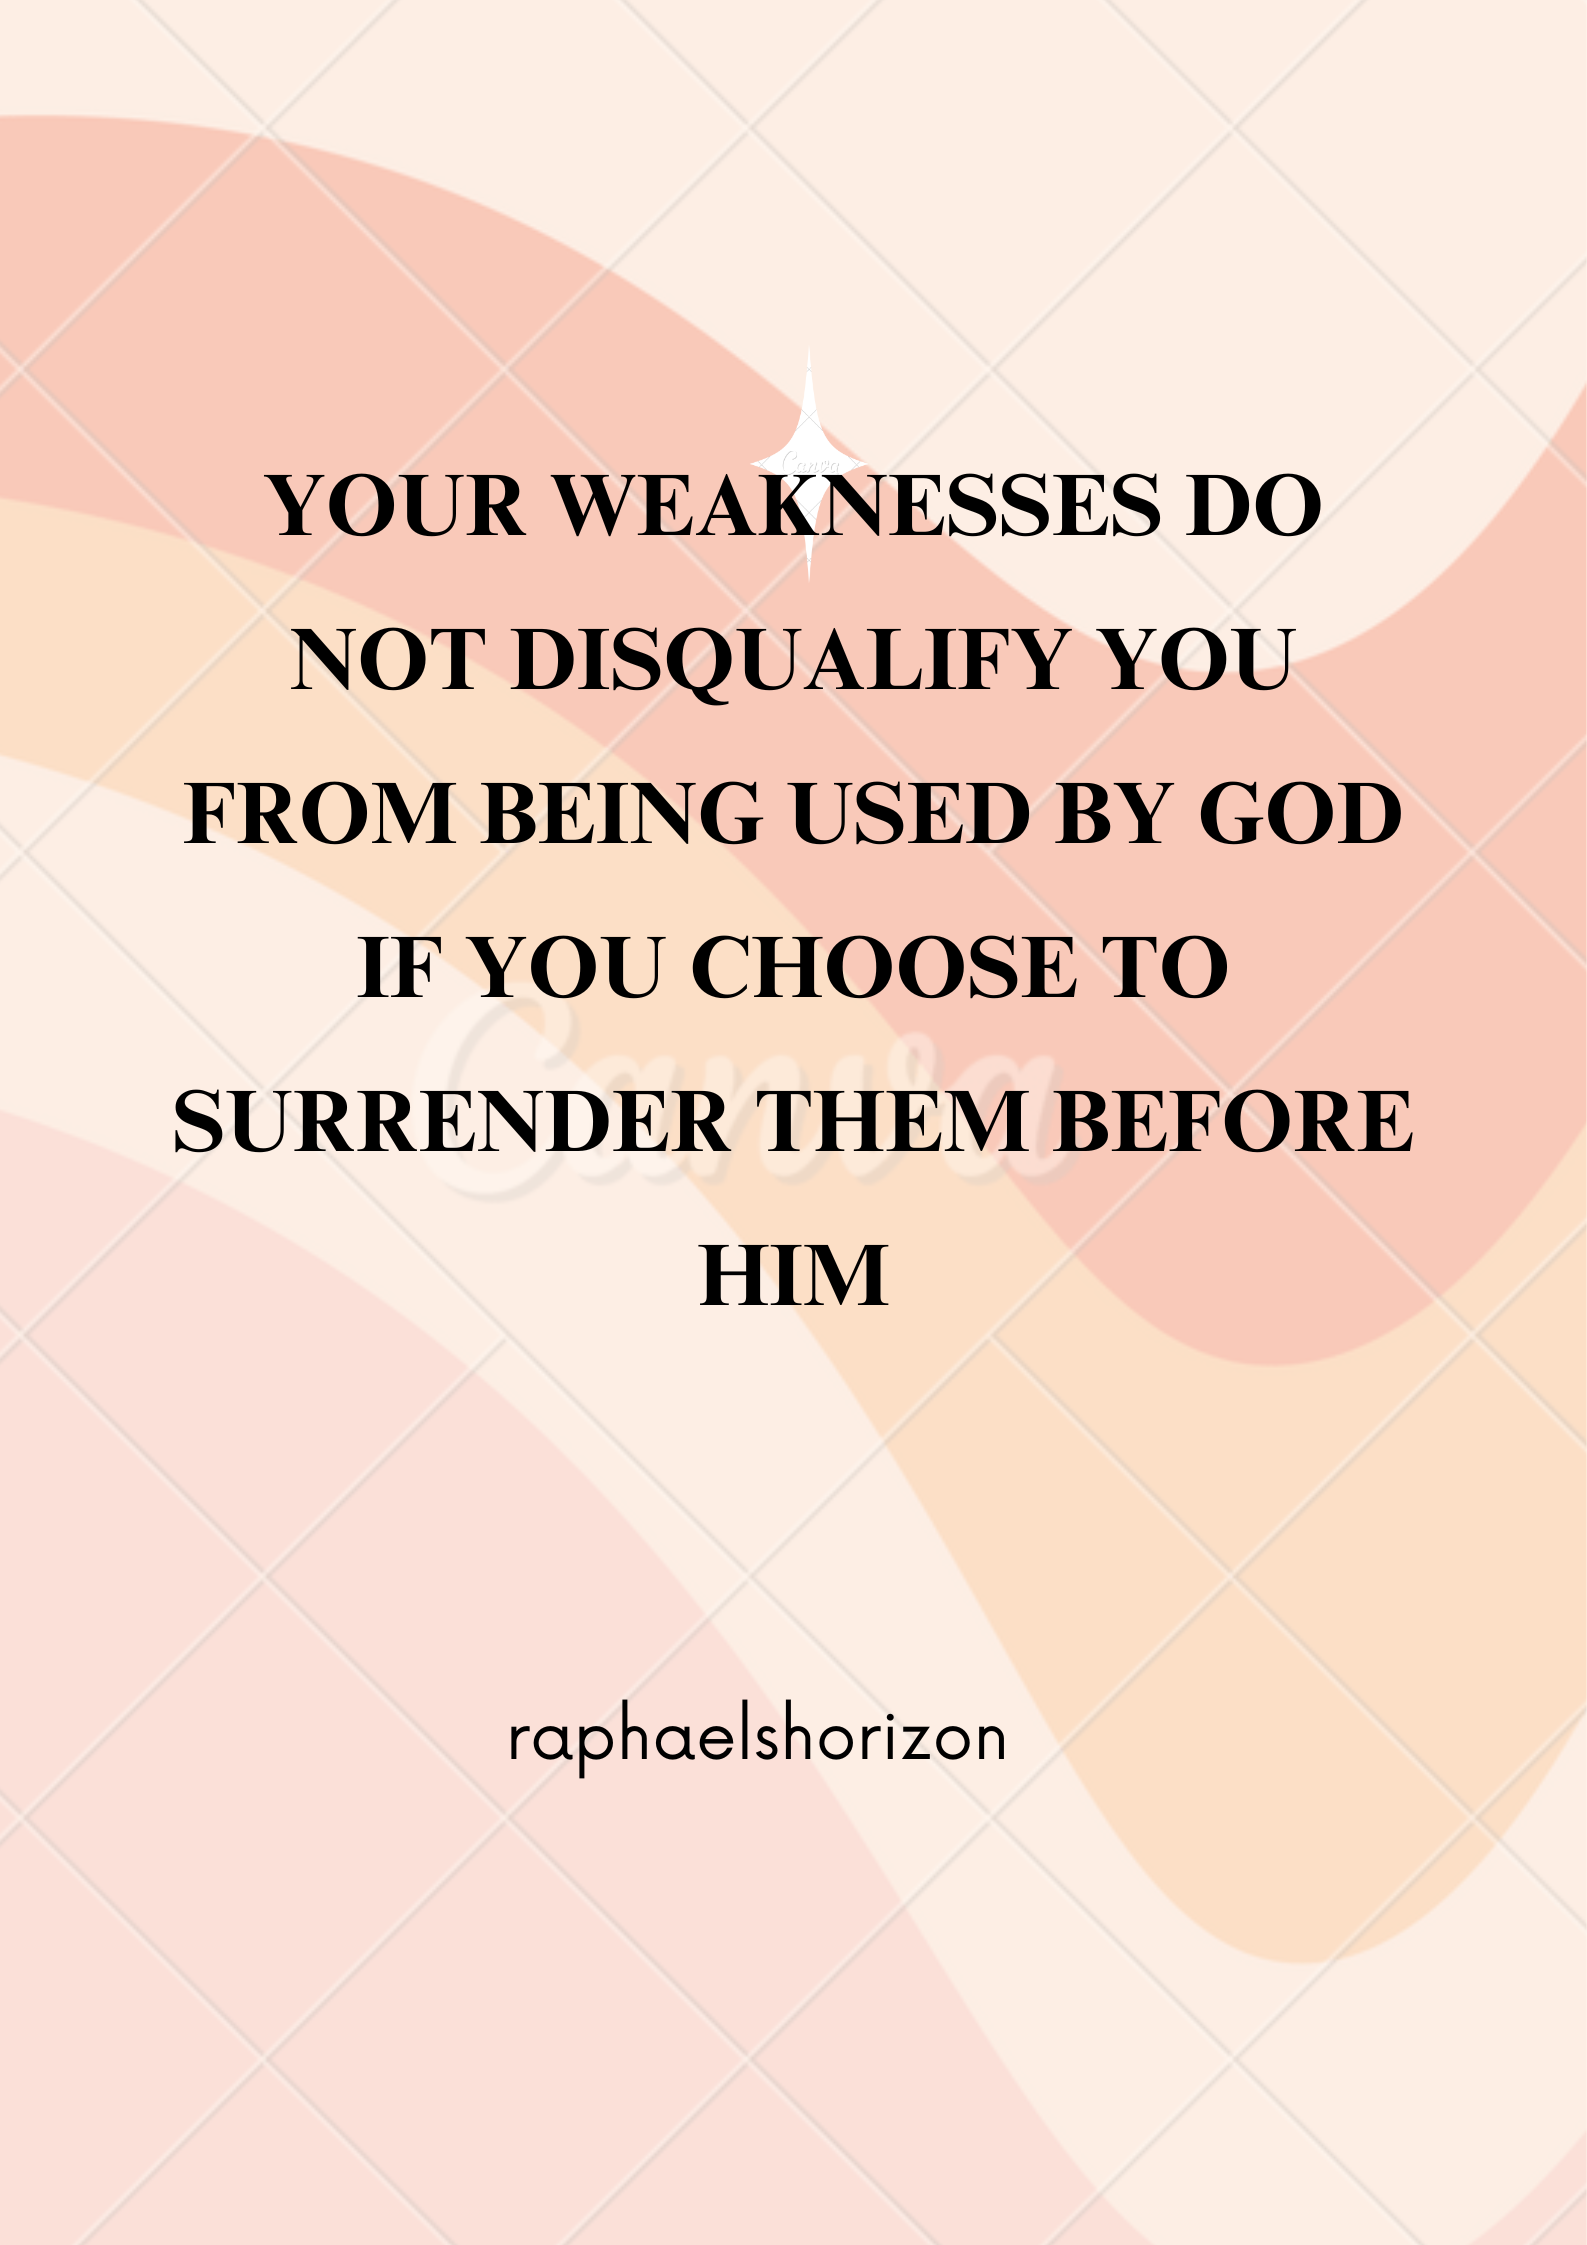 Canva
YOUR WEAKNESSES DO
NOT DISQUALIFY YOU
FROM BEING USED BY GOD
IF YOU CHOOSE TO
Canva
SURRENDER THEM BEFORE
HIM
raphaelshorizon